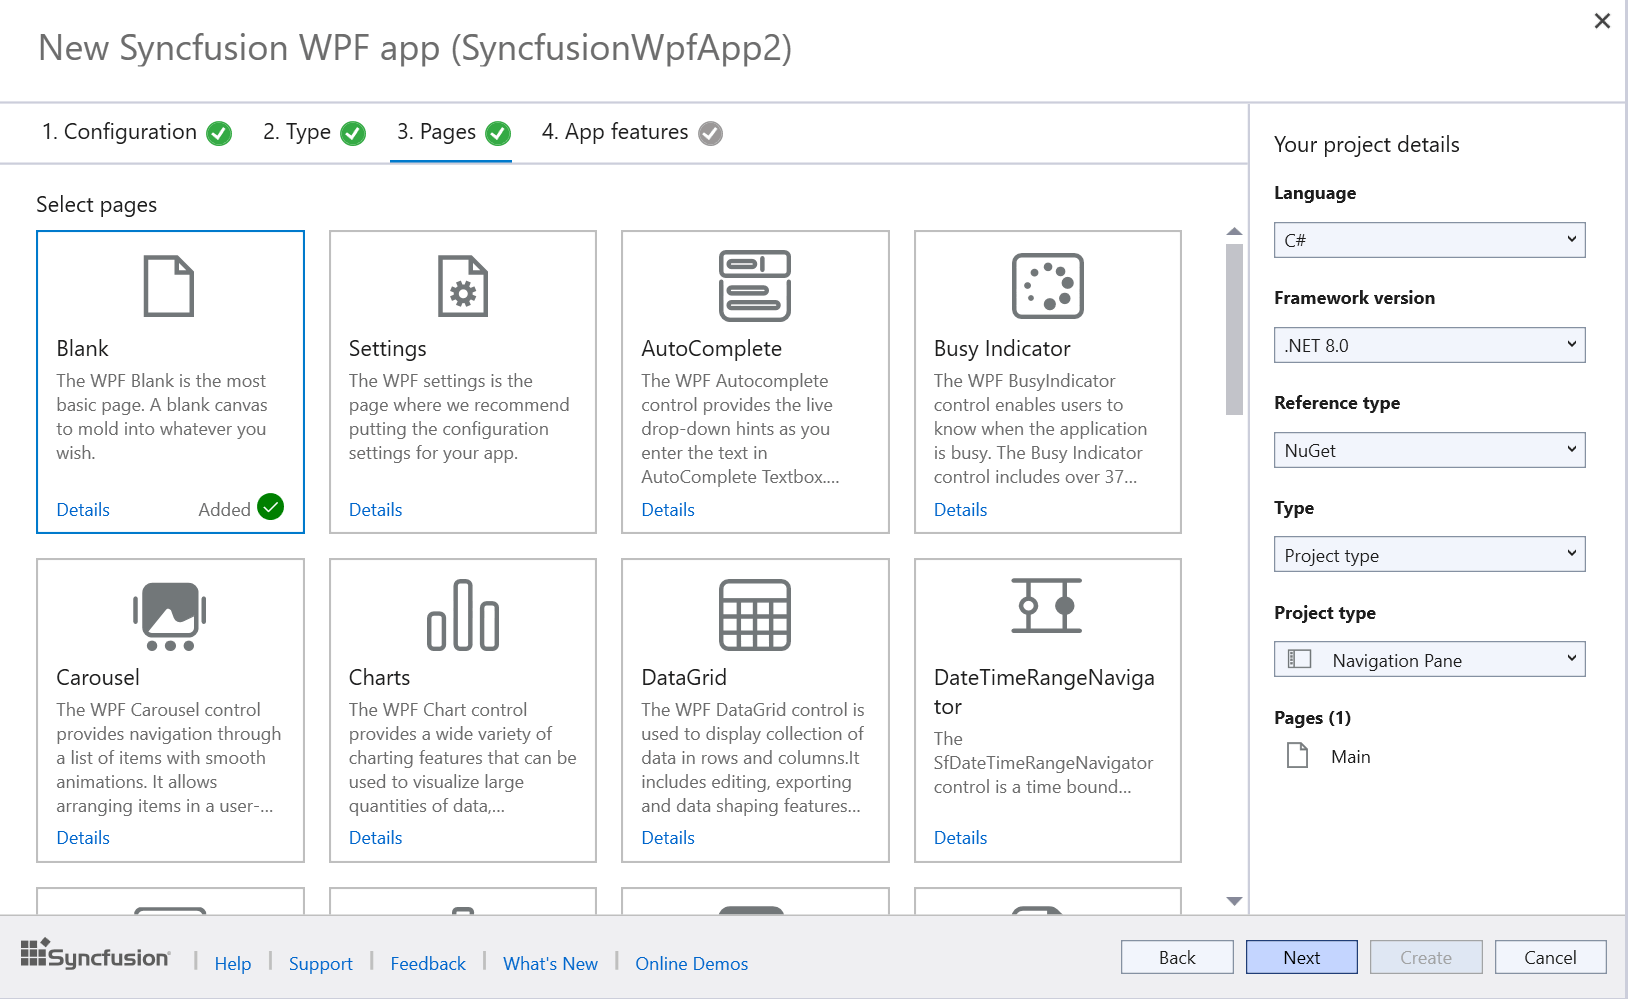 New Syncfusion WPF app (SyncfusionWpfApp2)
1. Configuration
2. Type
3. Pages
4. App features
Select pages
Blank
The WPF Blank is the most
basic page. A blank canvas
to mold into whatever you
wish.
Details
Added
Settings
The WPF settings is the
page where we recommend
putting the configuration
settings for your app.
Details
AutoComplete
The WPF Autocomplete
control provides the live
drop-down hints as you
enter the text in
AutoComplete Textbox....
Details
Busy Indicator
The WPF BusyIndicator
control enables users to
know when the application
is busy. The Busy Indicator
control includes over 37...
Details
Carousel
The WPF Carousel control
provides navigation through
a list of items with smooth
animations. It allows
arranging items in a user-...
Details
Charts
The WPF Chart control
provides a wide variety of
charting features that can be
used to visualize large
quantities of data,...
Details
DataGrid
The WPF DataGrid control is
used to display collection of
data in rows and columns.It
includes editing, exporting
and data shaping features...
Details
DateTimeRangeNaviga
tor
The
SfDateTimeRangeNavigator
control is a time bound...
Details
Your project details
Language
C#
Framework version
.NET 8.0
Reference type
NuGet
Type
Project type
Project type
Navigation Pane
Pages (1)
Main
Syncfusion
Help
Support
Feedback
What's New
Online Demos
Back
Next
Create
Cancel